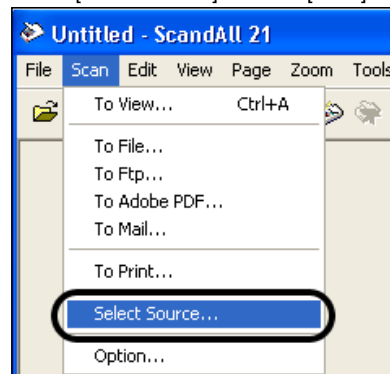 Untitled - ScandAll 21
File Scan Edit View Page Zoom Tools
To View... Ctrl+A
To File...
To Ftp...
To Adobe PDF...
To Mail...
To Print...
Select Source...
Option...